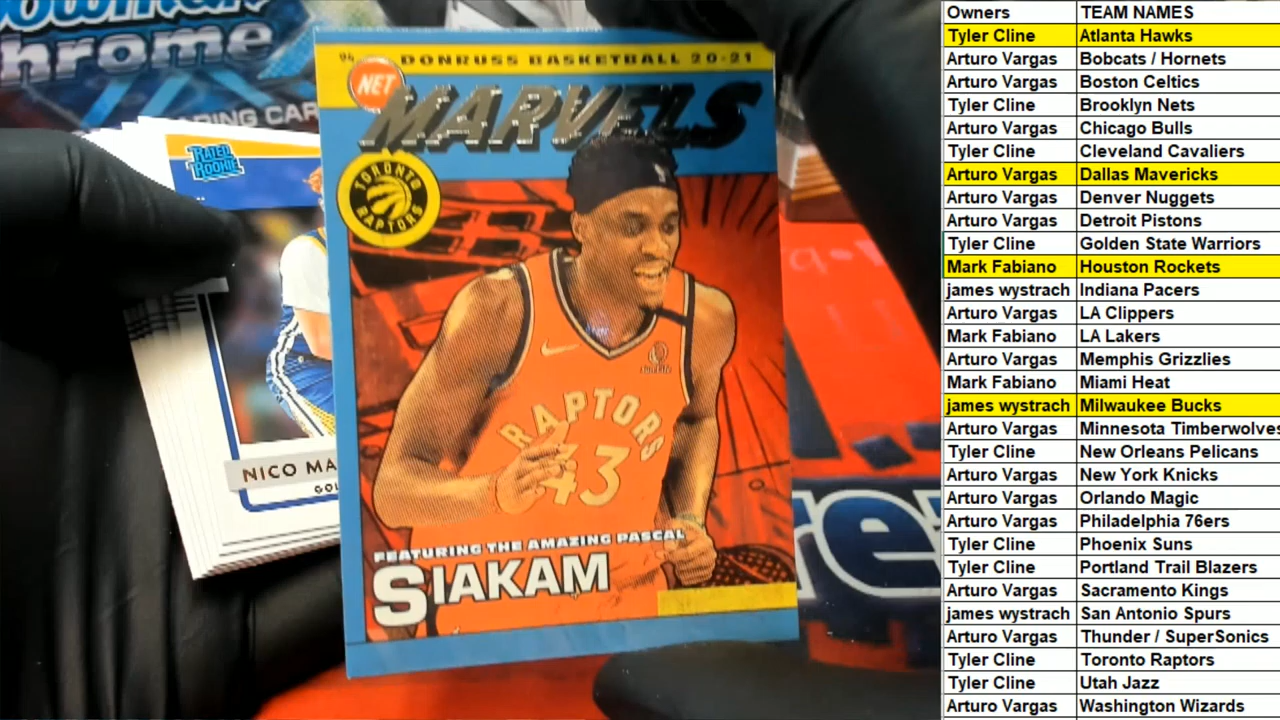 owman
hrome
DING CAR
RATED
ROOKIE
NICO MA
GOL
DONRUSS BASKETBALL 20-21
NET
MARVELS
TORONTO
RAPTORS
RAPTORS
43
FEATURING THE AMAZING PASCAL
SIAKAM
Owners TEAM NAMES
Tyler Cline Atlanta Hawks
Arturo Vargas Bobcats / Hornets
Arturo Vargas Boston Celtics
Tyler Cline Brooklyn Nets
Arturo Vargas Chicago Bulls
Tyler Cline Cleveland Cavaliers
Arturo Vargas Dallas Mavericks
Arturo Vargas Denver Nuggets
Arturo Vargas Detroit Pistons
Tyler Cline Golden State Warriors
Mark Fabiano Houston Rockets
james wystrach Indiana Pacers
Arturo Vargas LA Clippers
Mark Fabiano LA Lakers
Arturo Vargas Memphis Grizzlies
Mark Fabiano Miami Heat
james wystrach Milwaukee Bucks
Arturo Vargas Minnesota Timberwolves
Tyler Cline New Orleans Pelicans
Arturo Vargas New York Knicks
Arturo Vargas Orlando Magic
Arturo Vargas Philadelphia 76ers
Tyler Cline Phoenix Suns
Tyler Cline Portland Trail Blazers
Arturo Vargas Sacramento Kings
james wystrach San Antonio Spurs
Arturo Vargas Thunder / SuperSonics
Tyler Cline Toronto Raptors
Tyler Cline Utah Jazz
Arturo Vargas Washington Wizards